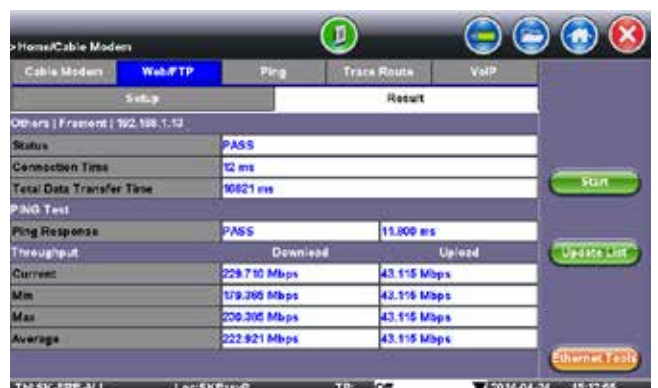 >Home/Cable Modem
Cable Modem Web/FTP Ping Trace Route VoIP
Setup Result
Others | Fremont | 192.168.1.13
Status PASS
Connection Time 12 ms
Total Data Transfer Time 10021 ms
Start
PING Test
Ping Response PASS 11.800 ms
Throughput Download Upload
Update List
Current 229.710 Mbps 43.115 Mbps
Min 179.365 Mbps 43.115 Mbps
Max 230.305 Mbps 43.115 Mbps
Average 222.921 Mbps 43.115 Mbps
Ethernet Tools